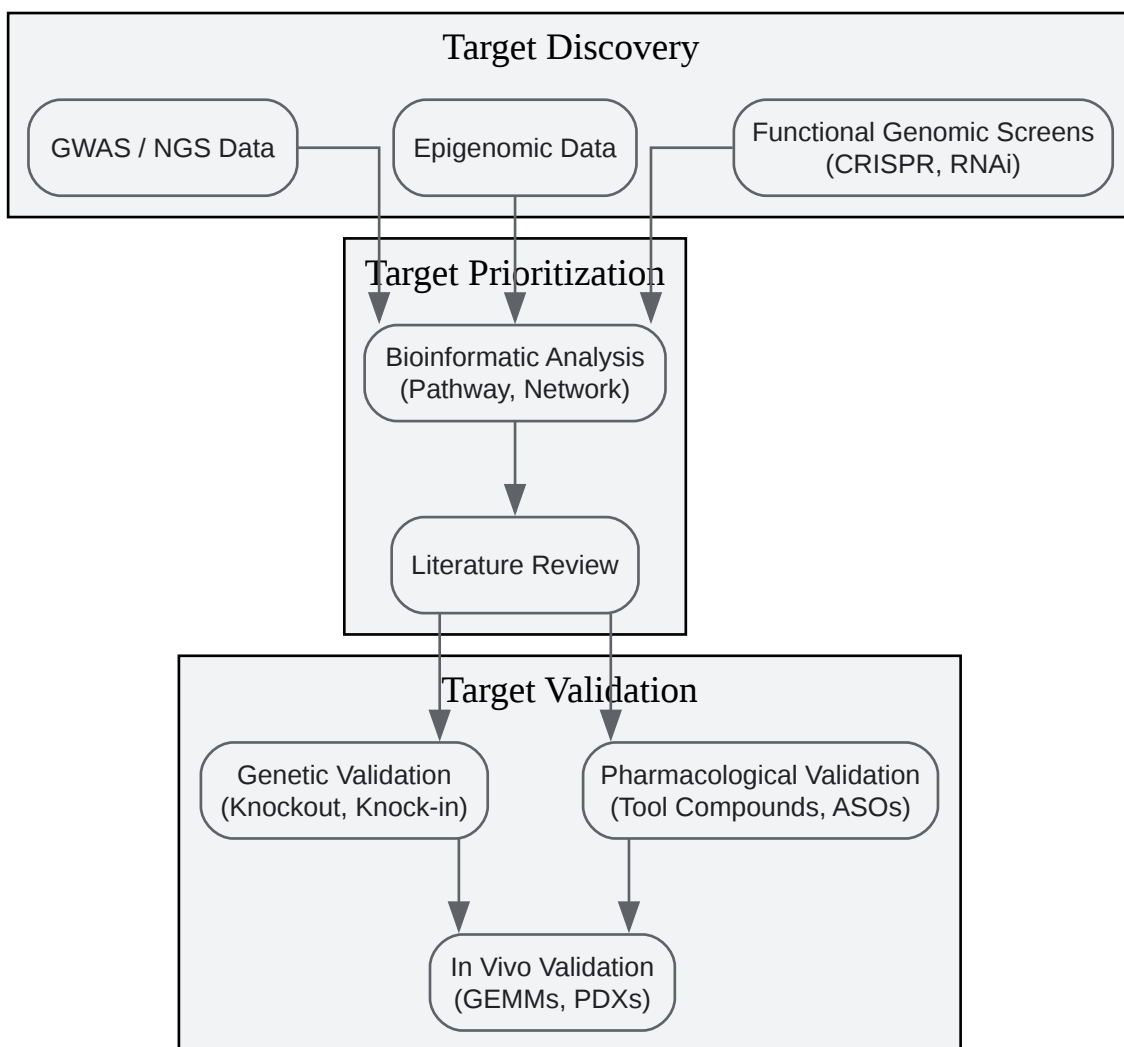 Target Discovery
GWAS / NGS Data
Epigenomic Data
Functional Genomic Screens
(CRISPR, RNAi)
Target Prioritization
Bioinformatic Analysis
(Pathway, Network)
Literature Review
Target Validation
Genetic Validation
(Knockout, Knock-in)
Pharmacological Validation
(Tool Compounds, ASOs)
In Vivo Validation
(GEMMs, PDXs)